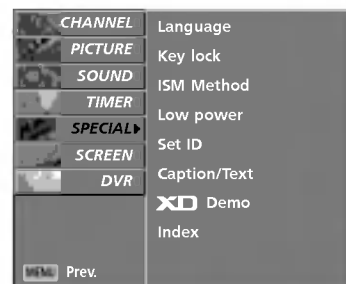 CHANNEL
PICTURE
SOUND
TIMER
SPECIAL
SCREEN
DVR
MENU Prev.
Language
Key lock
ISM Method
Low power
Set ID
Caption/Text
XD Demo
Index